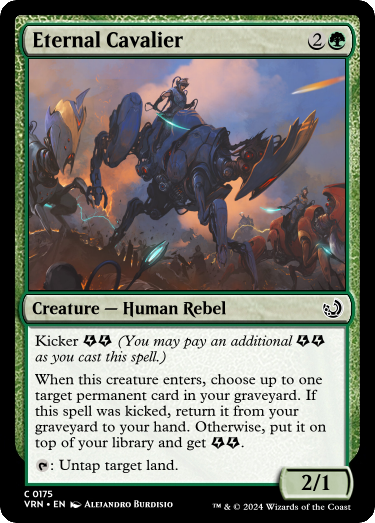 Eternal Cavalier 2
Creature — Human Rebel
Kicker (You may pay an additional
as you cast this spell.)
When this creature enters, choose up to one
target permanent card in your graveyard. If
this spell was kicked, return it from your
graveyard to your hand. Otherwise, put it on
top of your library and get .
: Untap target land.
2/1
C 0175
VRN • EN Alejandro Burdisio
™ & © 2024 Wizards of the Coast